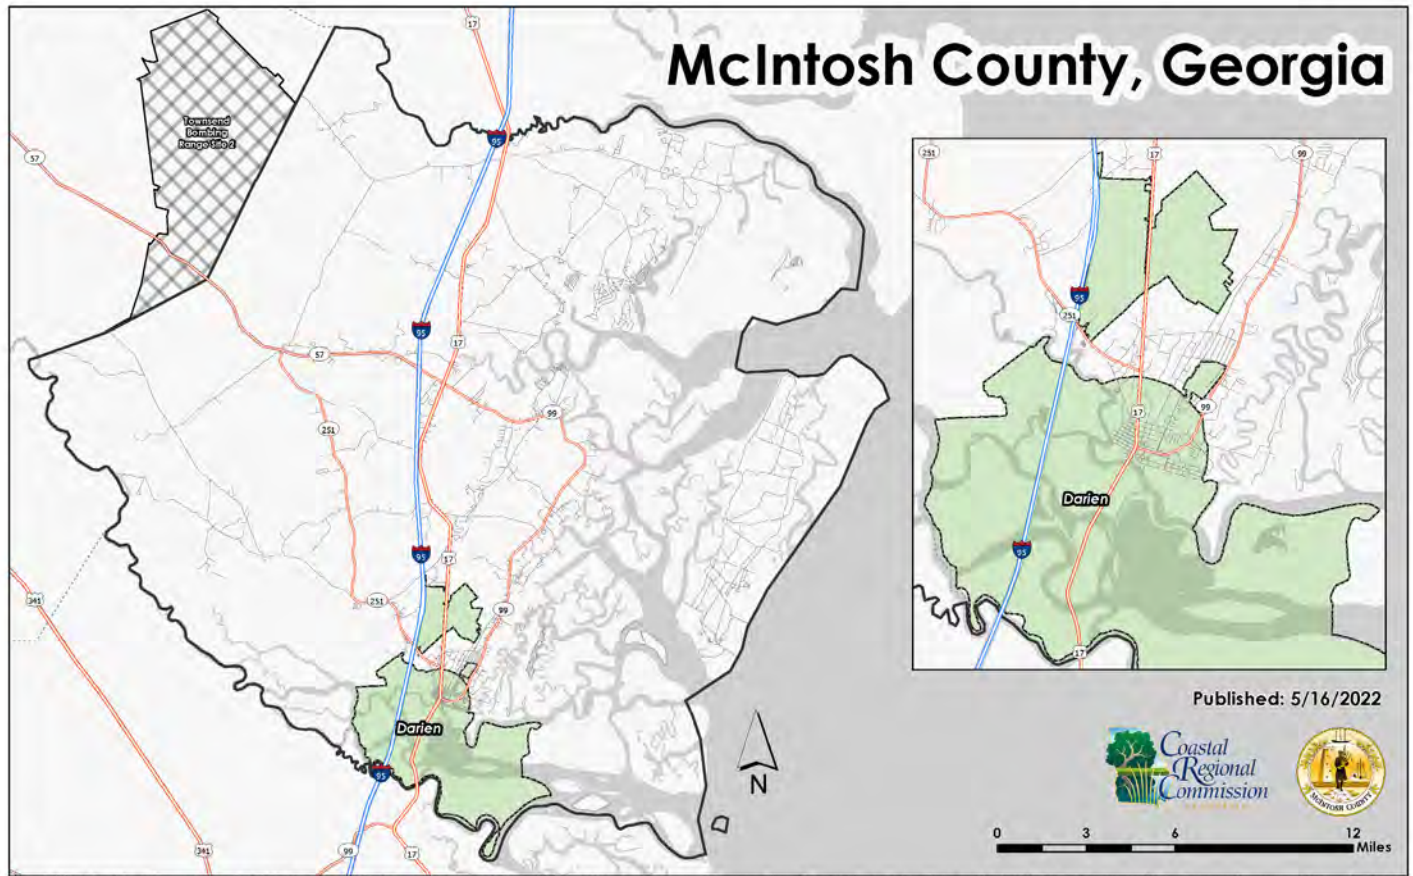 McIntosh County, Georgia
Townsend
Bombing
Range Site 2
17
95
57
95
17
57
99
251
95
17
251
99
Darien
95
341
341
99
17
N
251
17
99
95
251
17
99
Darien
95
17
Published: 5/16/2022
Coastal
Regional
Commission
McINTOSH COUNTY
0 3 6 12
Miles